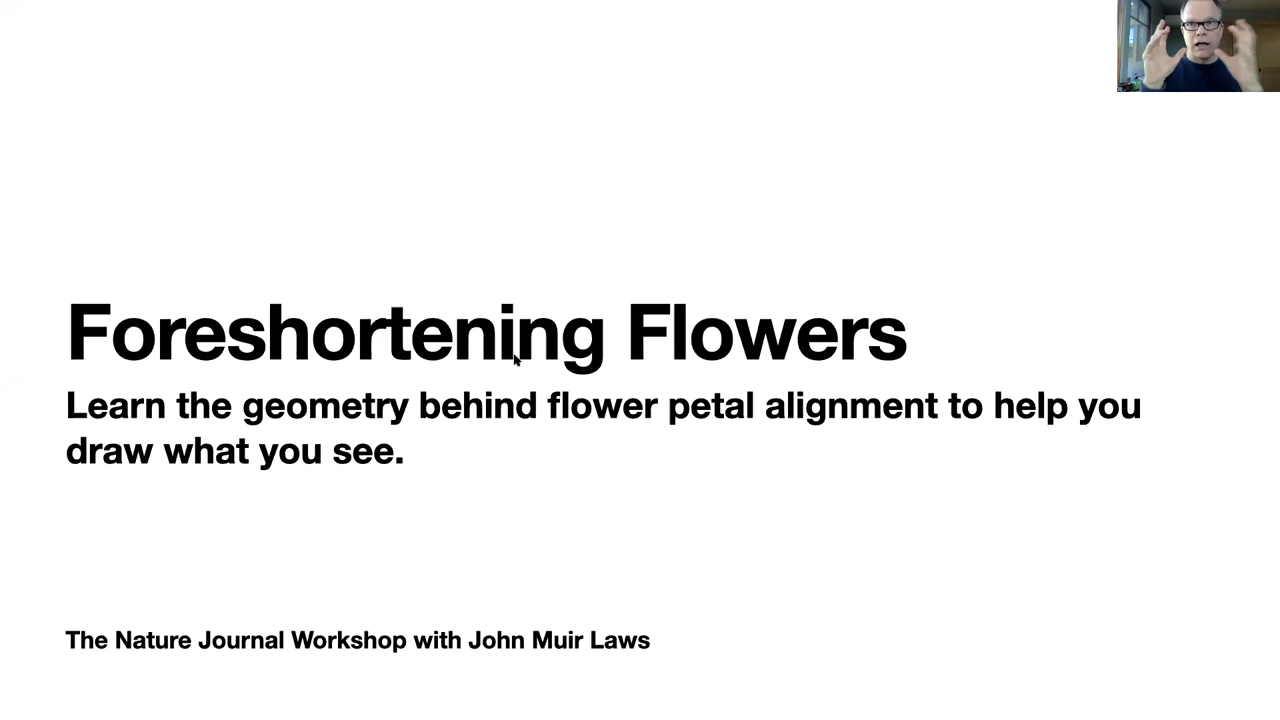 Foreshortening Flowers
Learn the geometry behind flower petal alignment to help you
draw what you see.
The Nature Journal Workshop with John Muir Laws